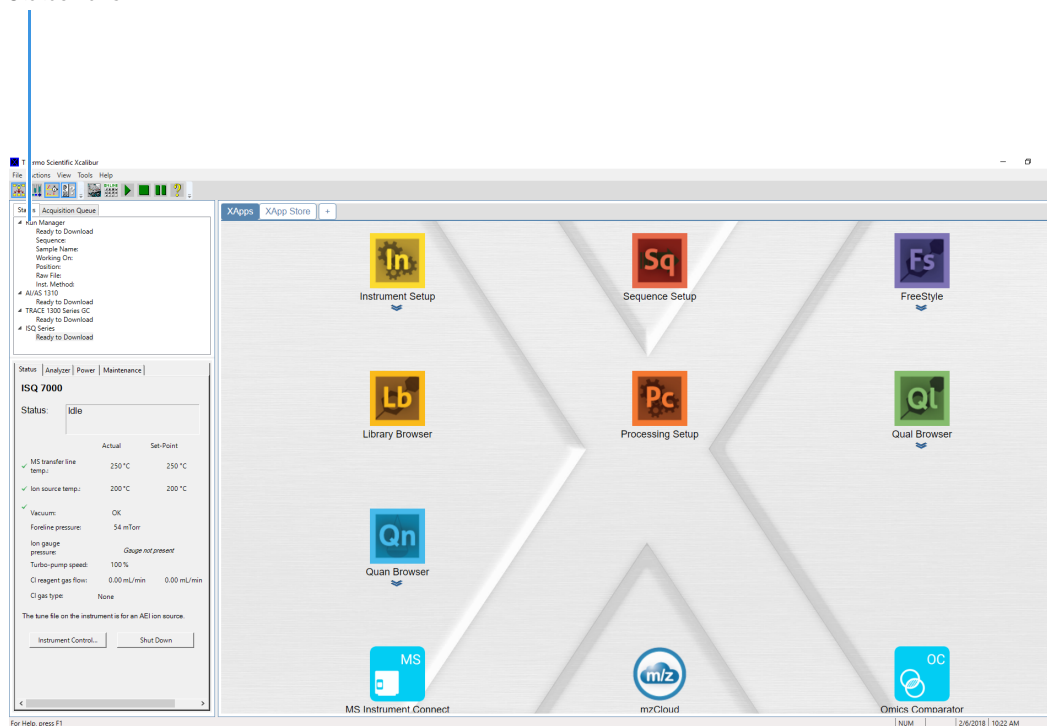 Thermo Scientific Xcalibur
File Actions View Tools Help
Status Acquisition Queue
Run Manager
Ready to Download
Sequence:
Sample Name:
Working On:
Position:
Raw File:
Inst. Method:
AI/AS 1310
Ready to Download
TRACE 1300 Series GC
Ready to Download
ISQ Series
Ready to Download
Status Analyzer Power Maintenance
ISQ 7000
Status: Idle
Actual Set-Point
MS transfer line
temp.: 250 °C 250 °C
Ion source temp.: 200 °C 200 °C
Vacuum: OK
Foreline pressure: 54 mTorr
Ion gauge
pressure: Gauge not present
Turbo-pump speed: 100 %
CI reagent gas flow: 0.00 mL/min 0.00 mL/min
CI gas type: None
The tune file on the instrument is for an AEI ion source.
Instrument Control... Shut Down
XApps XApp Store +
In Sq Fs
Instrument Setup Sequence Setup FreeStyle
Lb Pc Ql
Library Browser Processing Setup Qual Browser
Qn
Quan Browser
MS m/z OC
MS Instrument Connect mzCloud Omics Comparator
For Help, press F1 NUM 2/6/2018 10:22 AM